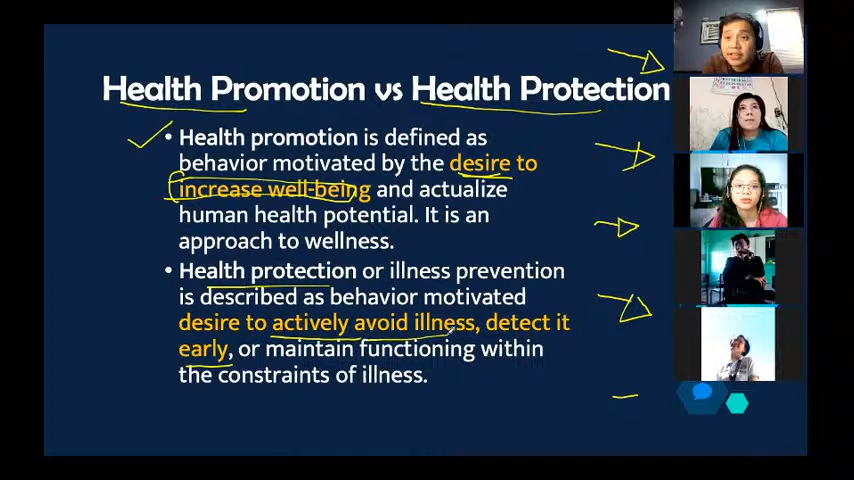 Health Promotion vs Health Protection
• Health promotion is defined as
behavior motivated by the desire to
increase well-being and actualize
human health potential. It is an
approach to wellness.
• Health protection or illness prevention
is described as behavior motivated
desire to actively avoid illness, detect it
early, or maintain functioning within
the constraints of illness.